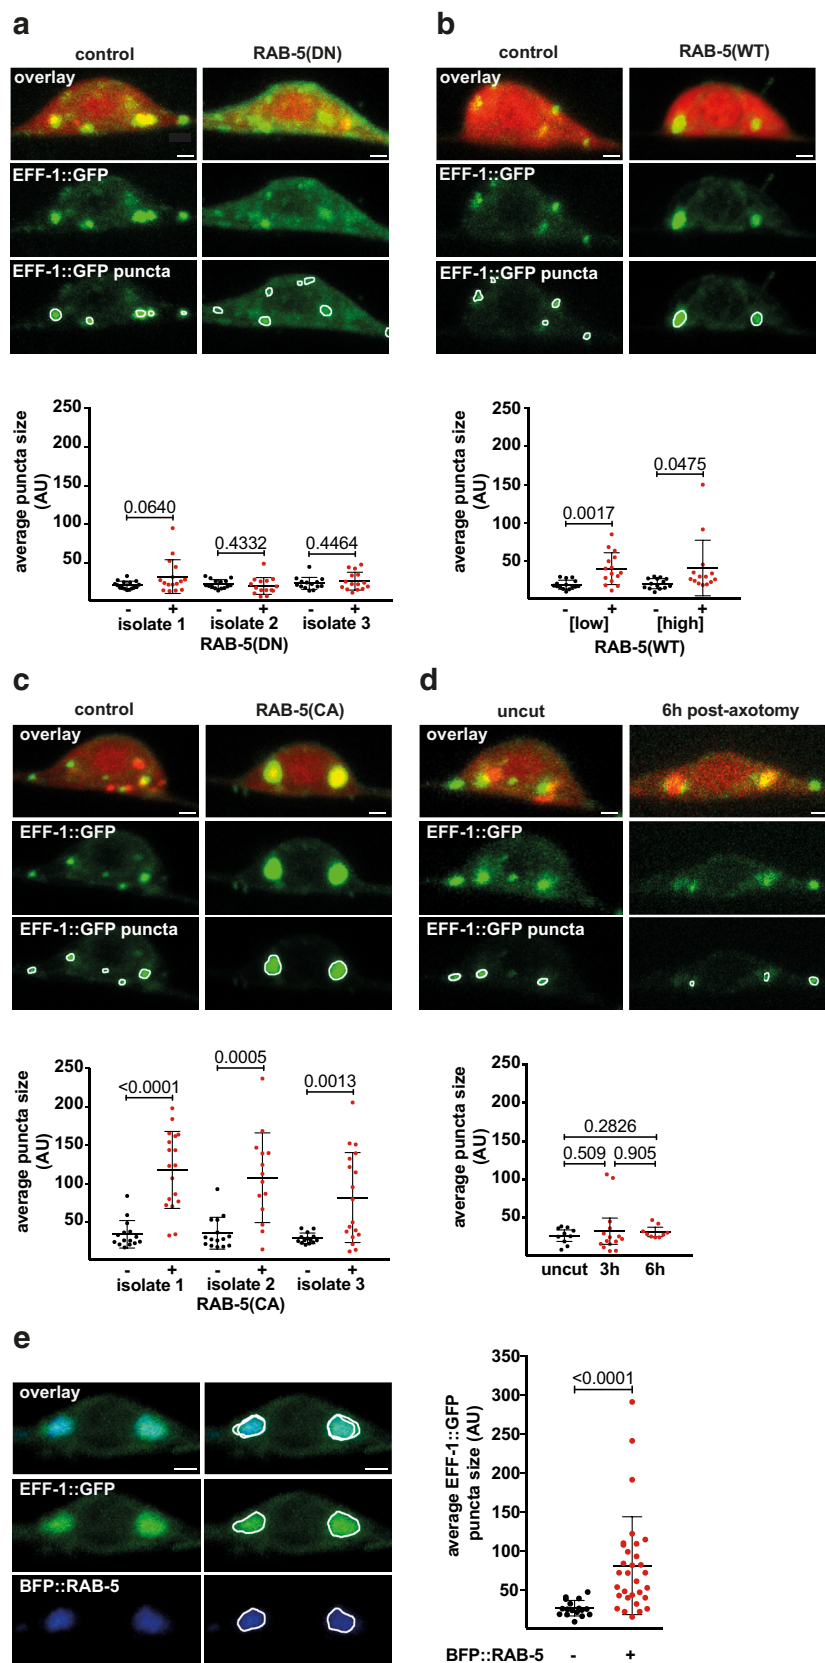 a
control
RAB-5(DN)
overlay
EFF-1::GFP
EFF-1::GFP puncta
average puncta size
(AU)
250
200
150
100
50
0.0640
0.4332
0.4464
- + - + - +
isolate 1 isolate 2 isolate 3
RAB-5(DN)
b
control
RAB-5(WT)
overlay
EFF-1::GFP
EFF-1::GFP puncta
average puncta size
(AU)
250
200
150
100
50
0.0017
0.0475
- + - +
[low] [high]
RAB-5(WT)
c
control
RAB-5(CA)
overlay
EFF-1::GFP
EFF-1::GFP puncta
average puncta size
(AU)
250
200
150
100
50
<0.0001
0.0005
0.0013
- + - + - +
isolate 1 isolate 2 isolate 3
RAB-5(CA)
d
uncut
6h post-axotomy
overlay
EFF-1::GFP
EFF-1::GFP puncta
average puncta size
(AU)
250
200
150
100
50
0.2826
0.509 0.905
uncut 3h 6h
e
overlay
EFF-1::GFP
BFP::RAB-5
average EFF-1::GFP
puncta size (AU)
350
300
250
200
150
100
50
<0.0001
BFP::RAB-5 - +